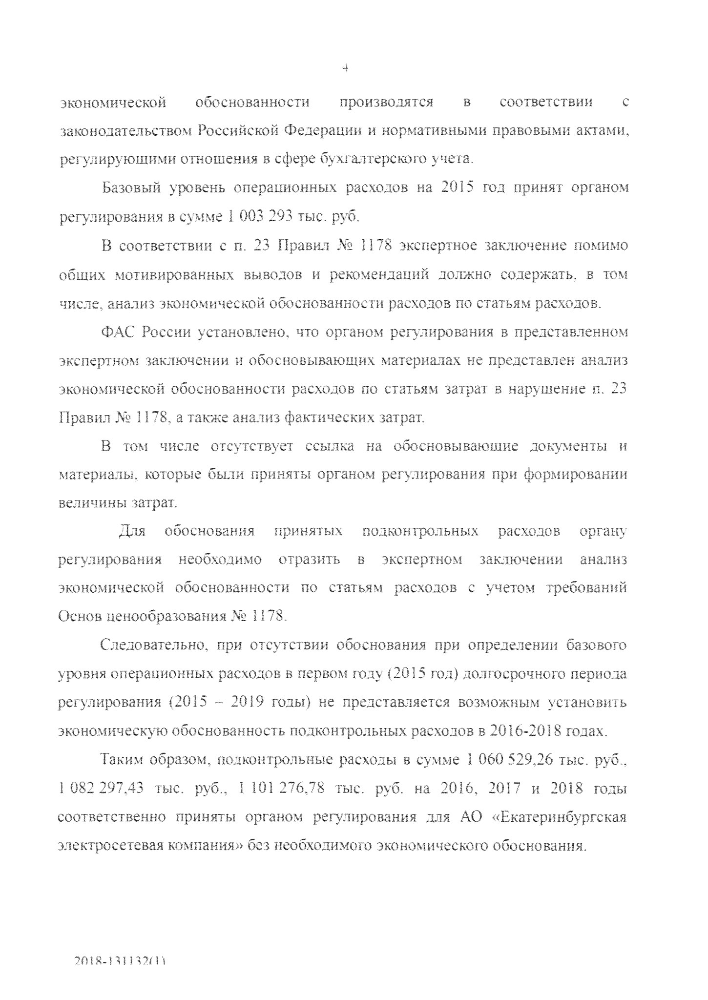 4
экономической обоснованности производятся в соответствии с
законодательством Российской Федерации и нормативными правовыми актами,
регулирующими отношения в сфере бухгалтерского учета.
Базовый уровень операционных расходов на 2015 год принят органом
регулирования в сумме 1 003 293 тыс. руб.
В соответствии с п. 23 Правил № 1178 экспертное заключение помимо
общих мотивированных выводов и рекомендаций должно содержать, в том
числе, анализ экономической обоснованности расходов по статьям расходов.
ФАС России установлено, что органом регулирования в представленном
экспертном заключении и обосновывающих материалах не представлен анализ
экономической обоснованности расходов по статьям затрат в нарушение п. 23
Правил № 1178, а также анализ фактических затрат.
В том числе отсутствует ссылка на обосновывающие документы и
материалы, которые были приняты органом регулирования при формировании
величины затрат.
Для обоснования принятых подконтрольных расходов органу
регулирования необходимо отразить в экспертном заключении анализ
экономической обоснованности по статьям расходов с учетом требований
Основ ценообразования № 1178.
Следовательно, при отсутствии обоснования при определении базового
уровня операционных расходов в первом году (2015 год) долгосрочного периода
регулирования (2015 – 2019 годы) не представляется возможным установить
экономическую обоснованность подконтрольных расходов в 2016-2018 годах.
Таким образом, подконтрольные расходы в сумме 1 060 529,26 тыс. руб.,
1 082 297,43 тыс. руб., 1 101 276,78 тыс. руб. на 2016, 2017 и 2018 годы
соответственно приняты органом регулирования для АО «Екатеринбургская
электросетевая компания» без необходимого экономического обоснования.
2018-131132(1)